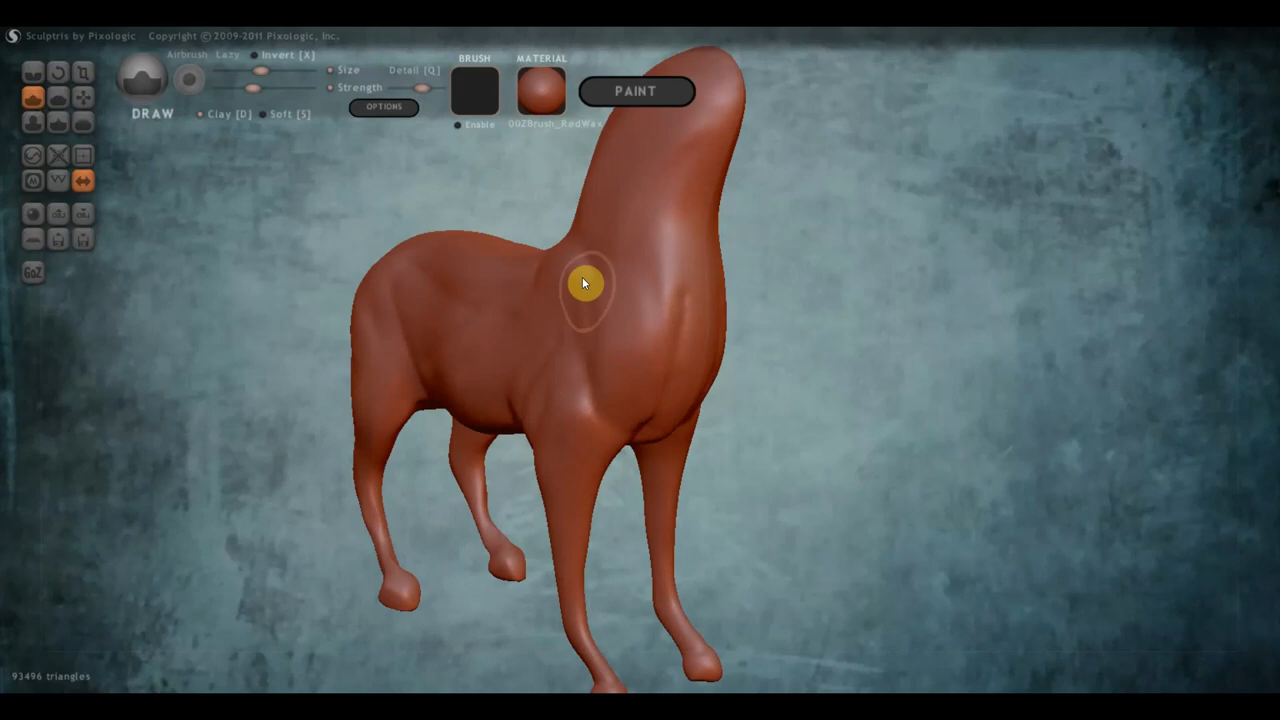 Sculptris by Pixologic Copyright © 2009-2011 Pixologic, Inc.
Airbrush Lazy Invert [X]
Size Detail [Q]
Strength
OPTIONS
DRAW Clay [D] Soft [S]
BRUSH
Enable
MATERIAL
00ZBrush_RedWax
PAINT
GoZ
93496 triangles